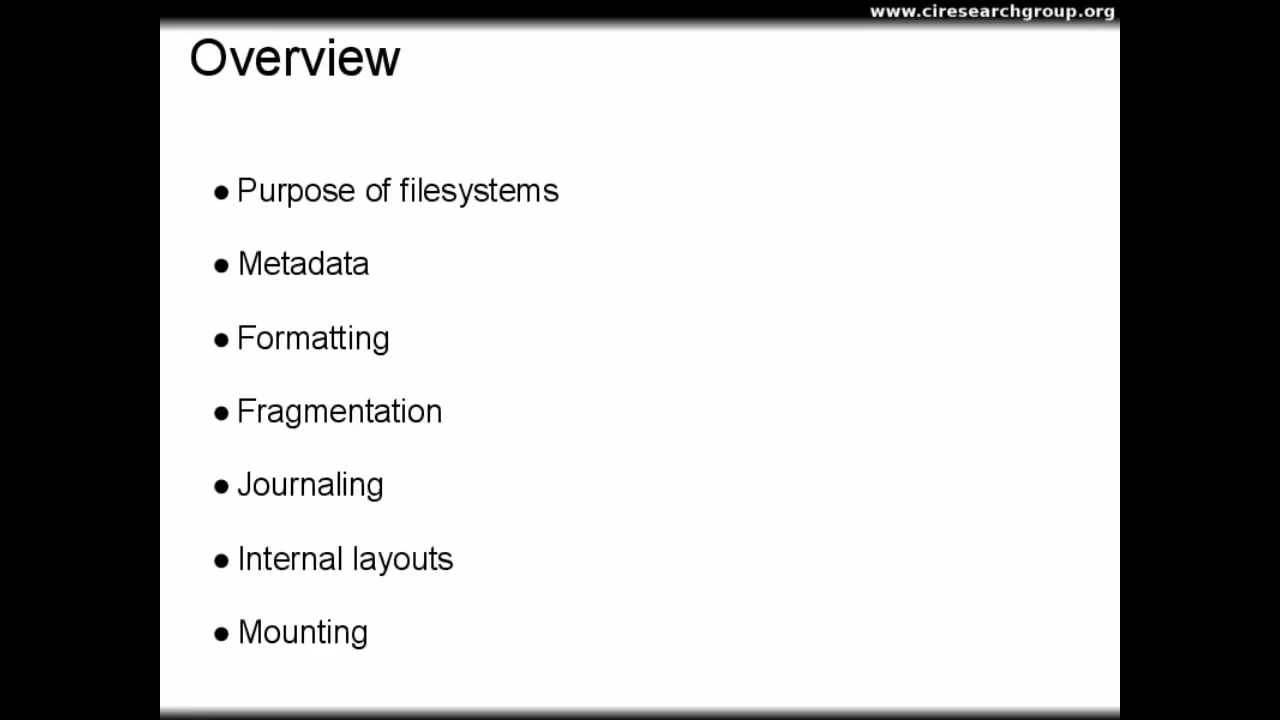 www.ciresearchgroup.org
Overview
● Purpose of filesystems
● Metadata
● Formatting
● Fragmentation
● Journaling
● Internal layouts
● Mounting